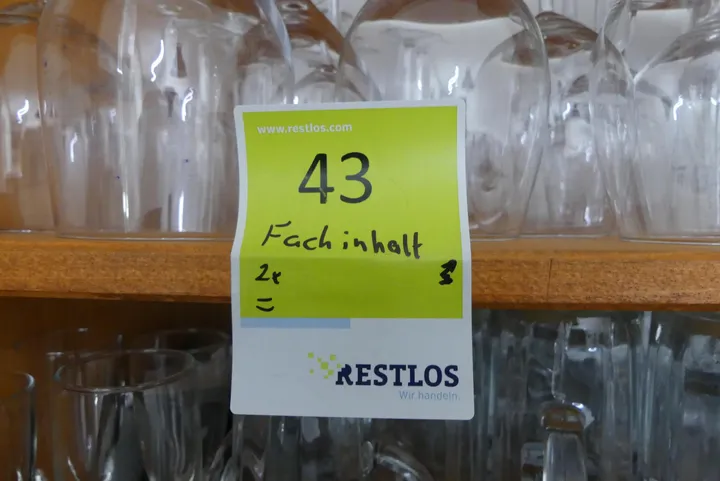 www.restlos.com
43
Fachinhalt
2x
=
RESTLOS
Wir handeln.